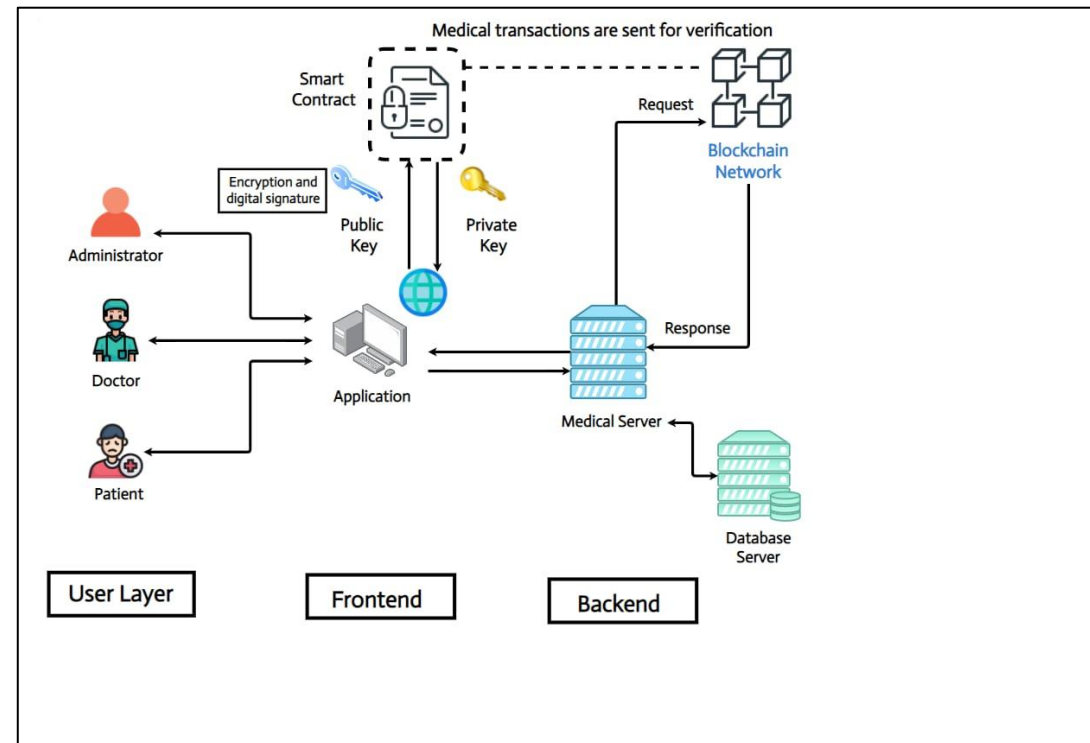 Medical transactions are sent for verification
Smart
Contract
Request
Blockchain
Network
Encryption and
digital signature
Public
Key
Private
Key
Administrator
Doctor
Application
Response
Medical Server
Patient
Database
Server
User Layer
Frontend
Backend